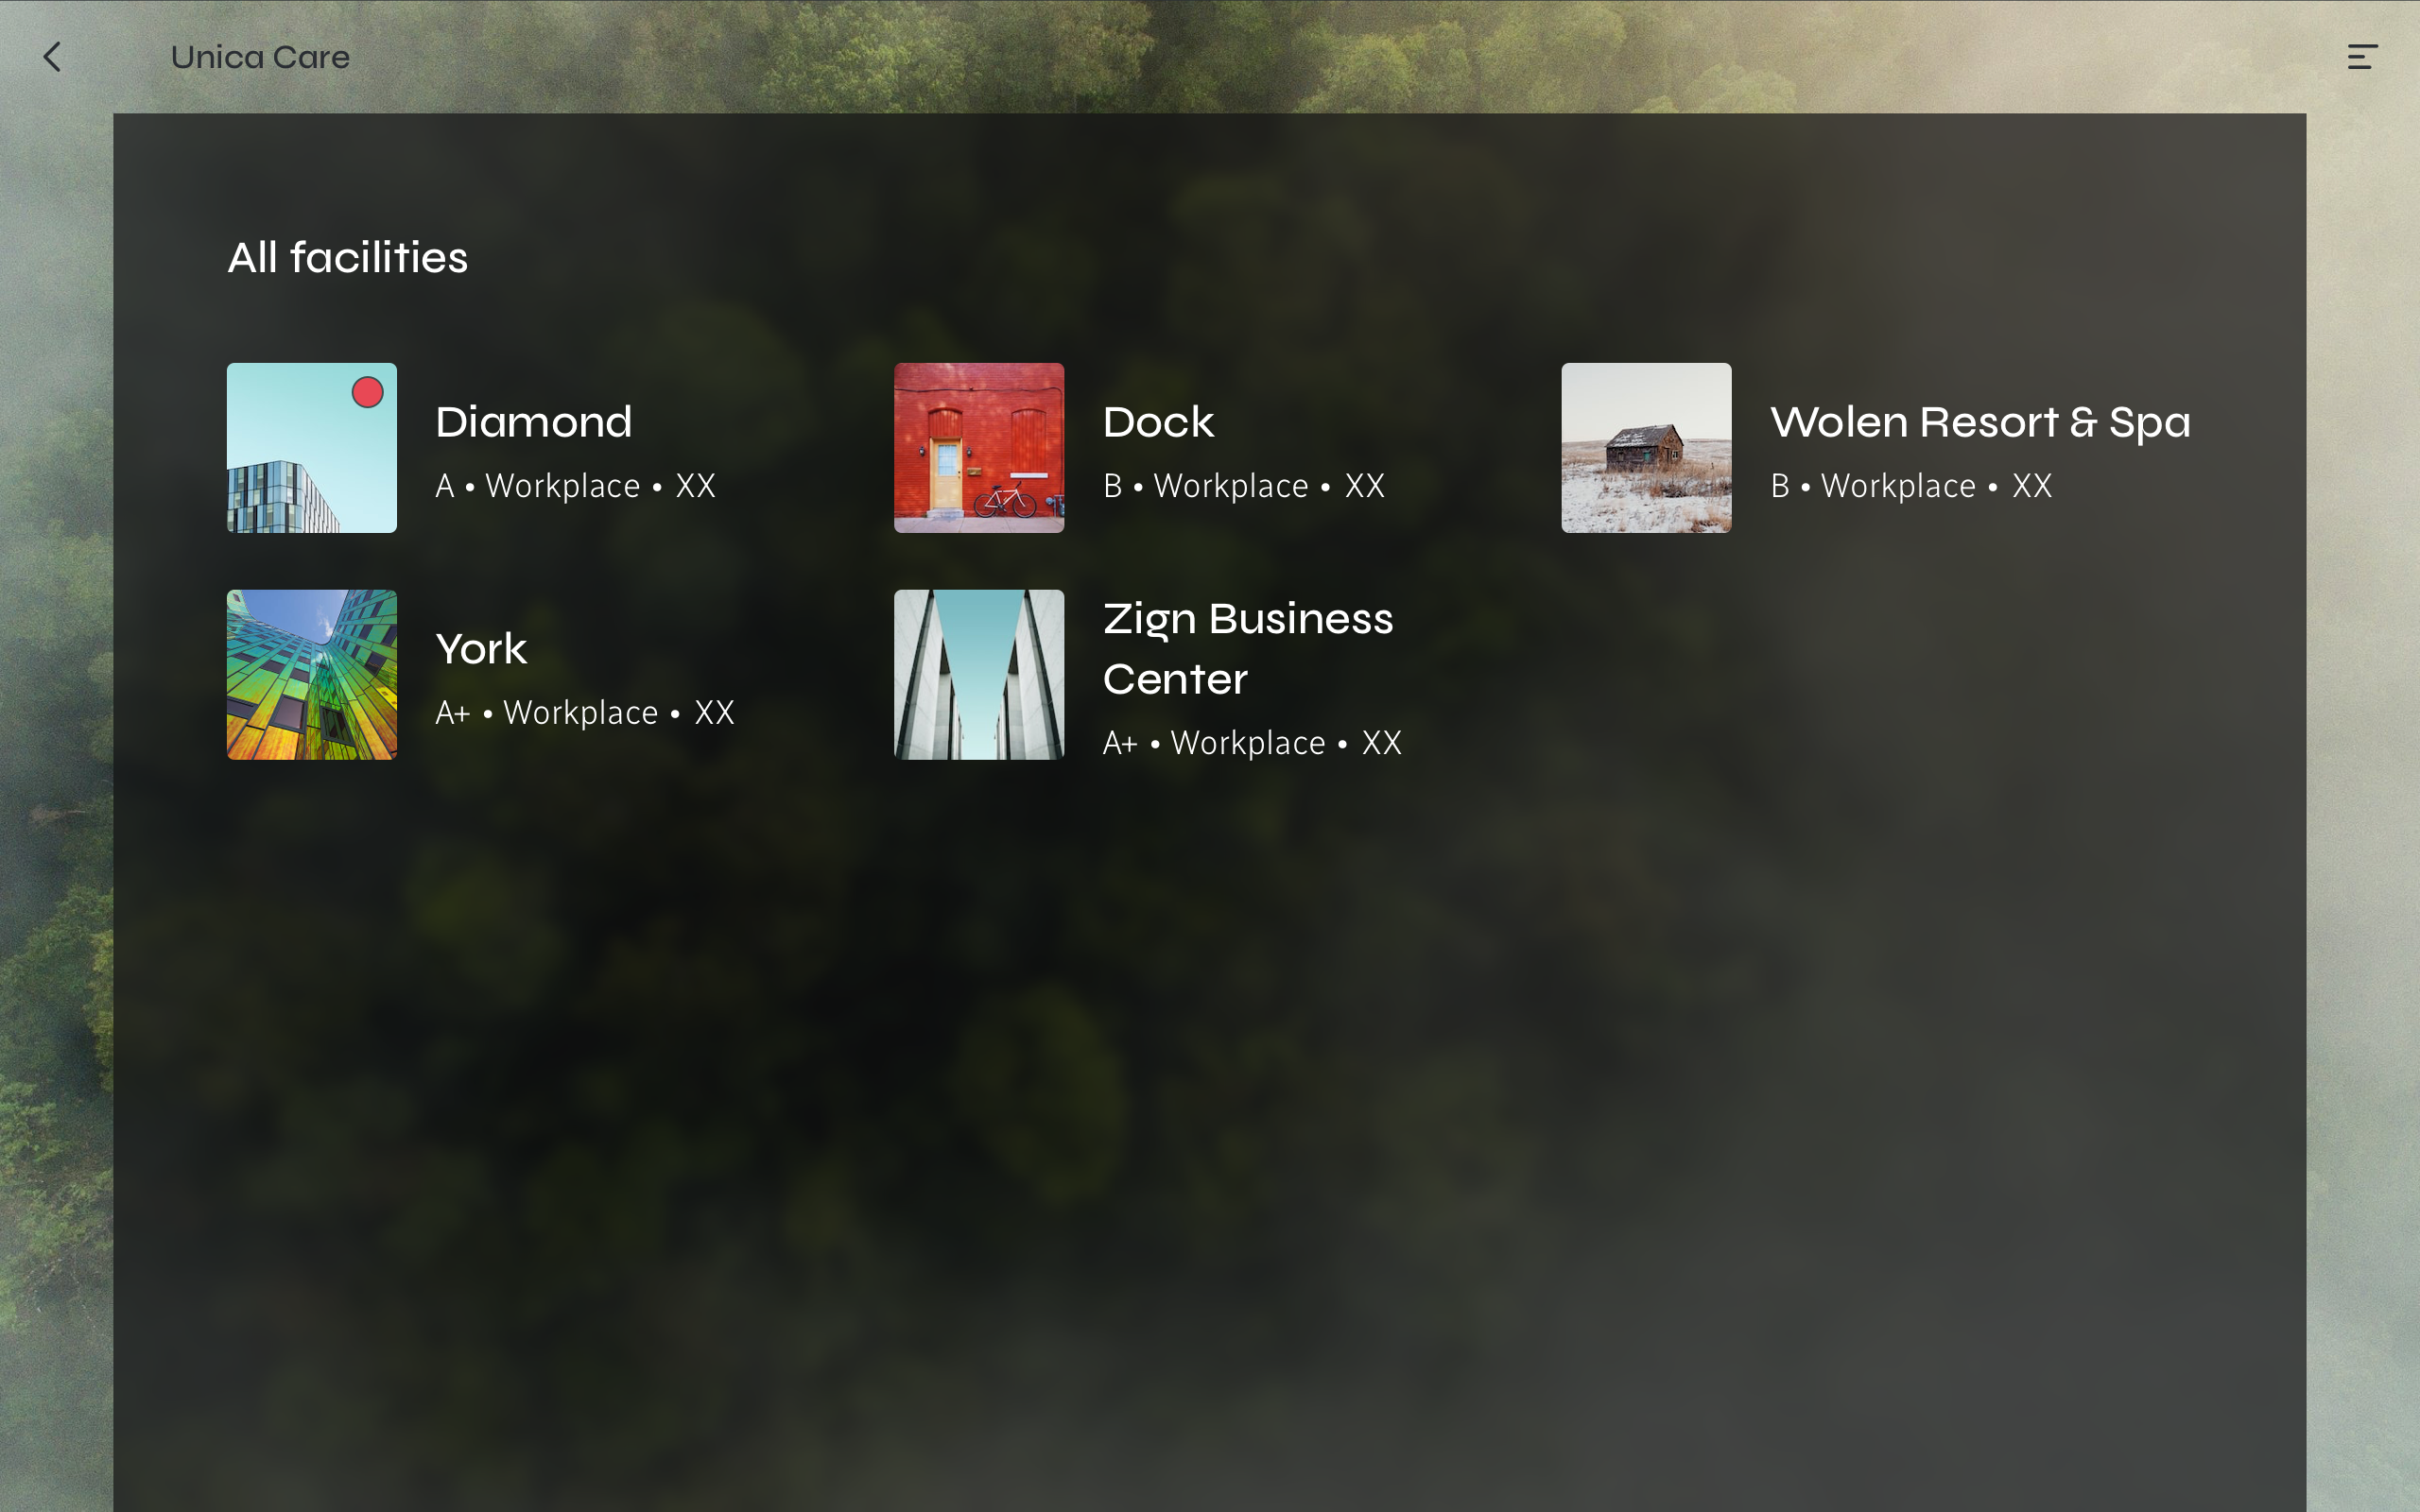 Unica Care
All facilities
Diamond
A • Workplace • XX
Dock
B • Workplace • XX
Wolen Resort & Spa
B • Workplace • XX
York
A+ • Workplace • XX
Zign Business
Center
A+ • Workplace • XX